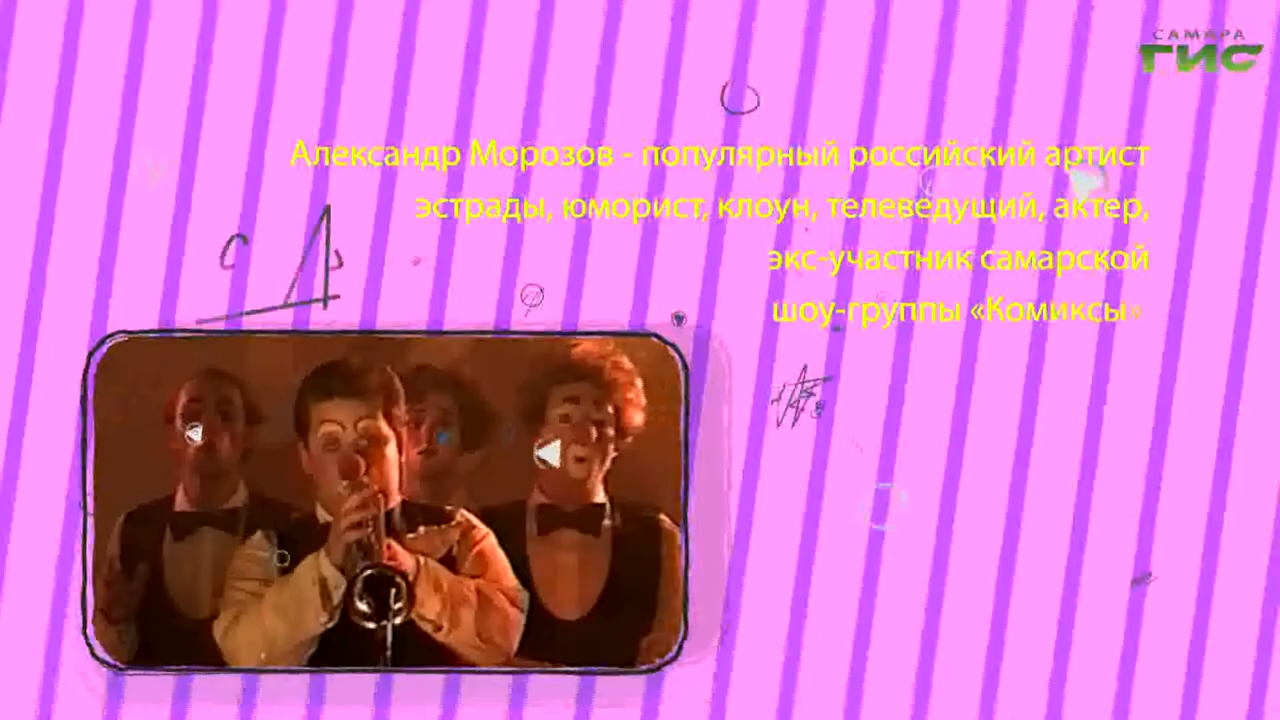 САМАРА
ГИС
Александр Морозов - популярный российский артист
эстрады, юморист, клоун, телеведущий, актер,
экс-участник самарской
шоу-группы «Комиксы»